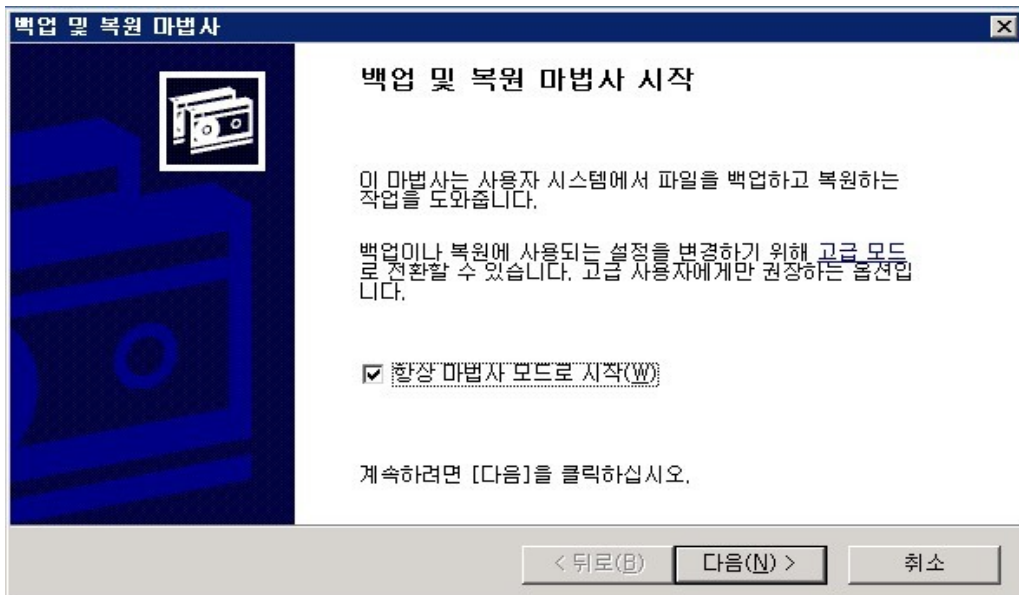 백업 및 복원 마법사
백업 및 복원 마법사 시작
이 마법사는 사용자 시스템에서 파일을 백업하고 복원하는
작업을 도와줍니다.
백업이나 복원에 사용되는 설정을 변경하기 위해 고급 모드
로 전환할 수 있습니다. 고급 사용자에게만 권장하는 옵션입
니다.
항상 마법사 모드로 시작(W)
계속하려면 [다음]을 클릭하십시오.
< 뒤로(B) 다음(N) > 취소